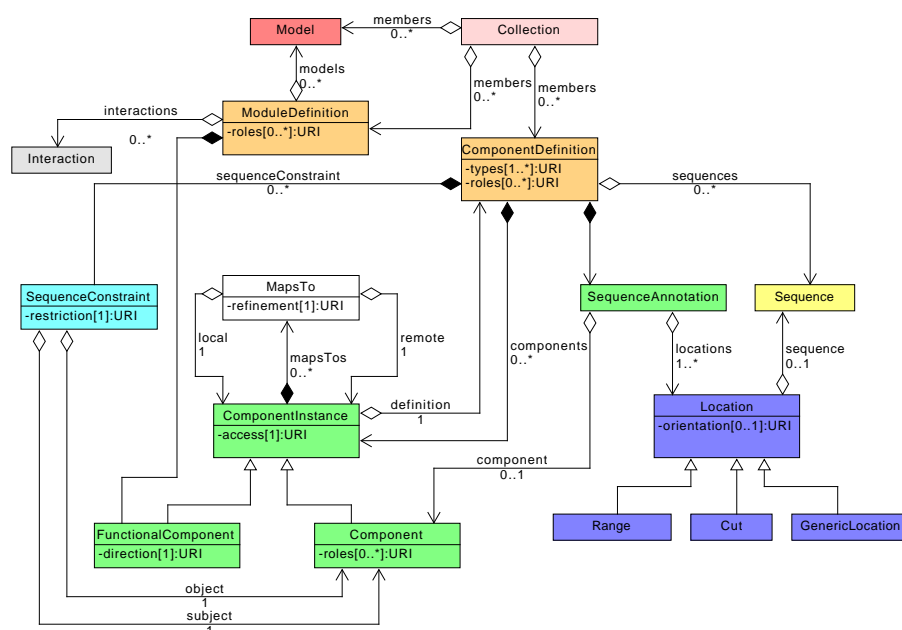 members
Model
Collection
0..*
models
0..*
members
0..*
members
0..*
interactions
0..*
ModuleDefinition
-roles[0..*]:URI
Interaction
ComponentDefinition
-types[1..*]:URI
-roles[0..*]:URI
sequenceConstraint
0..*
sequences
0..*
MapsTo
-refinement[1]:URI
SequenceConstraint
-restriction[1]:URI
SequenceAnnotation
Sequence
local
1
mapsTos
0..*
remote
1
components
0..*
locations
1..*
sequence
0..1
ComponentInstance
-access[1]:URI
definition
1
Location
-orientation[0..1]:URI
component
0..1
FunctionalComponent
-direction[1]:URI
Component
-roles[0..*]:URI
Range
Cut
GenericLocation
object
1
subject
1